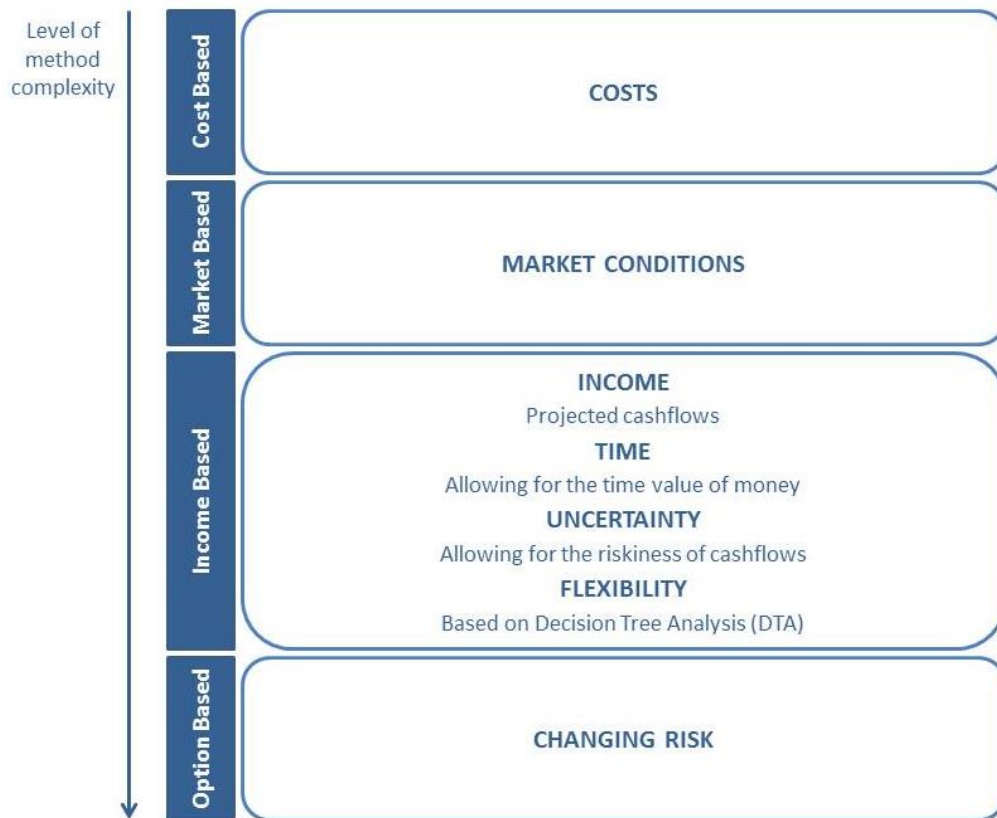 Level of
method
complexity
Cost Based
COSTS
Market Based
MARKET CONDITIONS
Income Based
INCOME
Projected cashflows
TIME
Allowing for the time value of money
UNCERTAINTY
Allowing for the riskiness of cashflows
FLEXIBILITY
Based on Decision Tree Analysis (DTA)
Option Based
CHANGING RISK